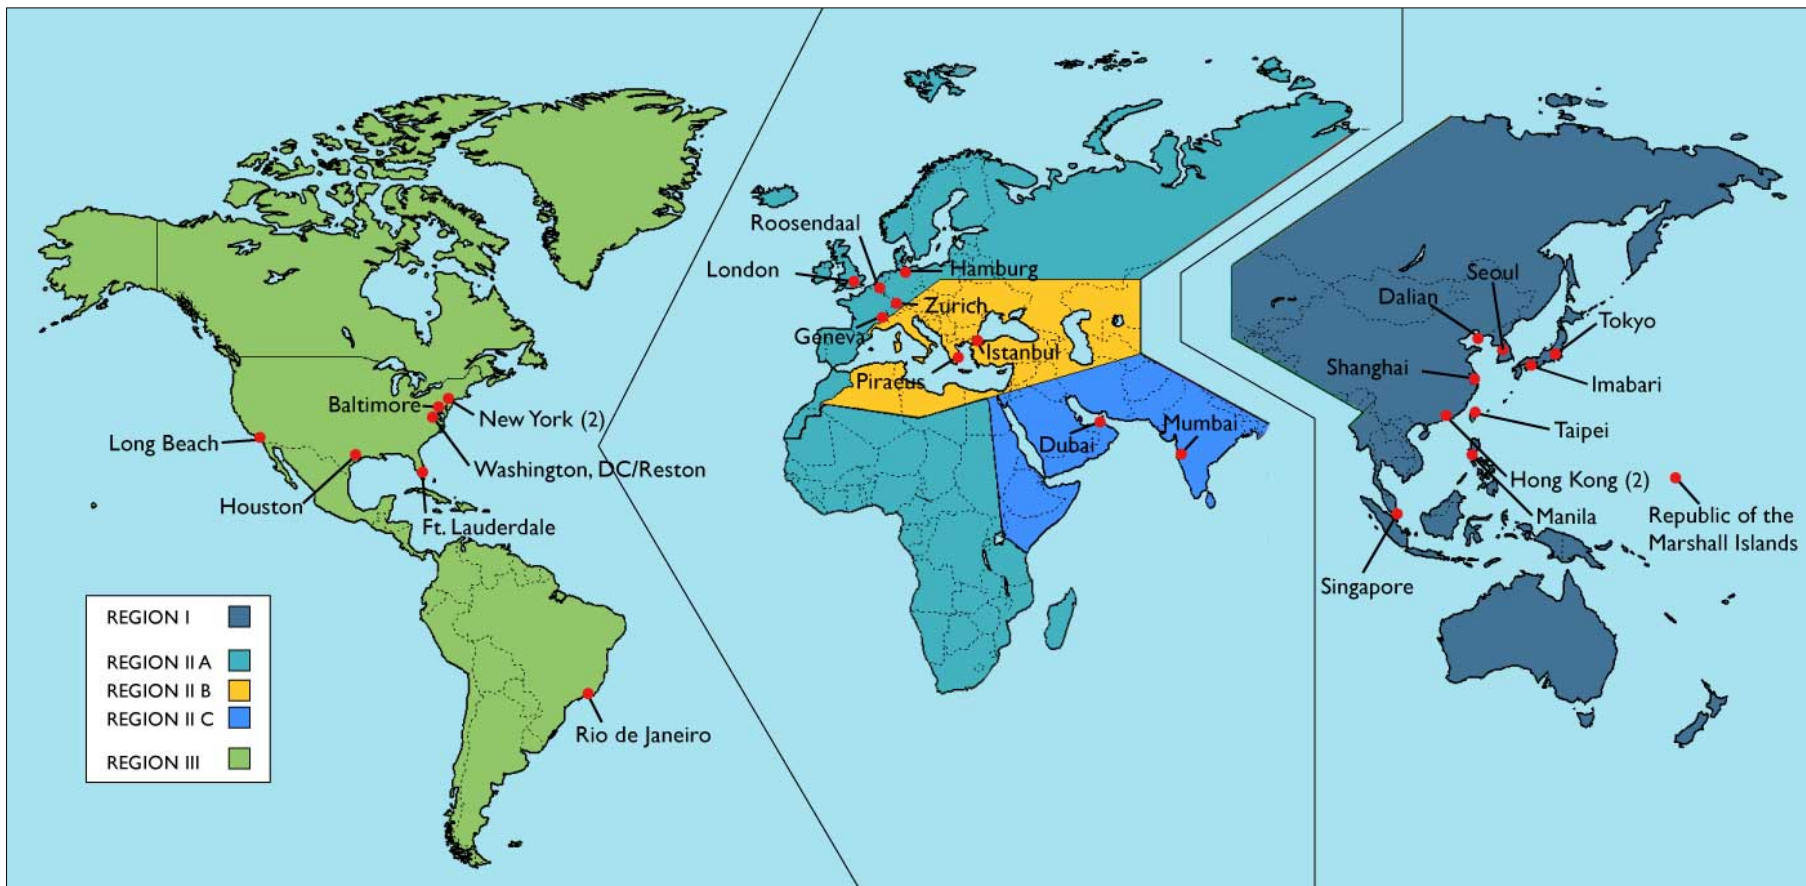 Roosendaal
London
Hamburg
Zurich
Geneva
Istanbul
Piraeus
Seoul
Dalian
Tokyo
Shanghai
Imabari
Baltimore
New York (2)
Long Beach
Washington, DC/Reston
Houston
Ft. Lauderdale
Dubai
Mumbai
Taipei
Hong Kong (2)
Manila
Republic of the
Marshall Islands
Singapore
Rio de Janeiro
REGION I
REGION II A
REGION II B
REGION II C
REGION III